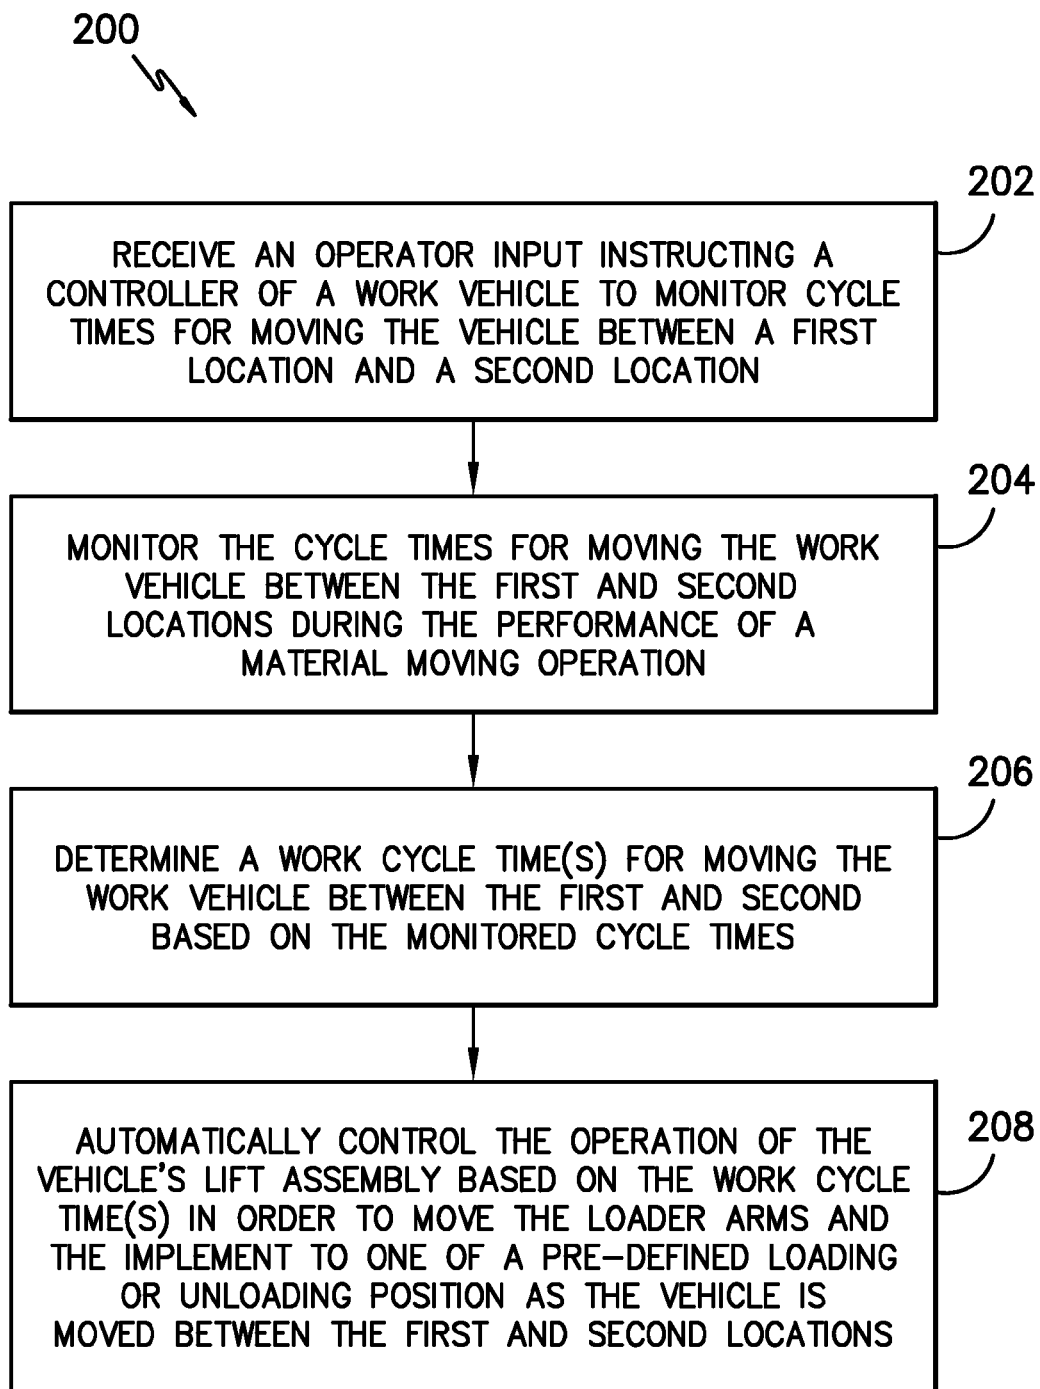 200
202
RECEIVE AN OPERATOR INPUT INSTRUCTING A
CONTROLLER OF A WORK VEHICLE TO MONITOR CYCLE
TIMES FOR MOVING THE VEHICLE BETWEEN A FIRST
LOCATION AND A SECOND LOCATION
204
MONITOR THE CYCLE TIMES FOR MOVING THE WORK
VEHICLE BETWEEN THE FIRST AND SECOND
LOCATIONS DURING THE PERFORMANCE OF A
MATERIAL MOVING OPERATION
206
DETERMINE A WORK CYCLE TIME(S) FOR MOVING THE
WORK VEHICLE BETWEEN THE FIRST AND SECOND
BASED ON THE MONITORED CYCLE TIMES
208
AUTOMATICALLY CONTROL THE OPERATION OF THE
VEHICLE'S LIFT ASSEMBLY BASED ON THE WORK CYCLE
TIME(S) IN ORDER TO MOVE THE LOADER ARMS AND
THE IMPLEMENT TO ONE OF A PRE-DEFINED LOADING
OR UNLOADING POSITION AS THE VEHICLE IS
MOVED BETWEEN THE FIRST AND SECOND LOCATIONS